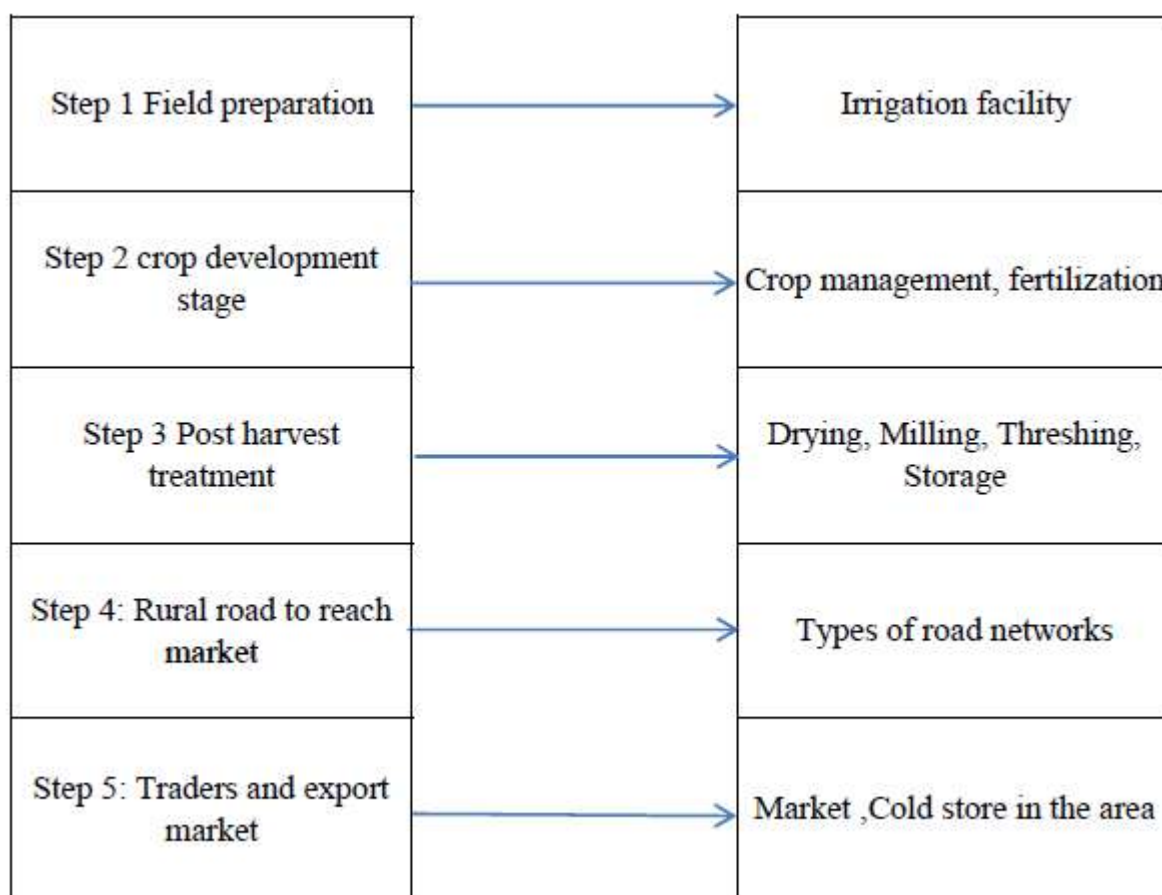 Step 1 Field preparation
Irrigation facility
Step 2 crop development
stage
Crop management, fertilization
Step 3 Post harvest
treatment
Drying, Milling, Threshing,
Storage
Step 4: Rural road to reach
market
Types of road networks
Step 5: Traders and export
market
Market ,Cold store in the area